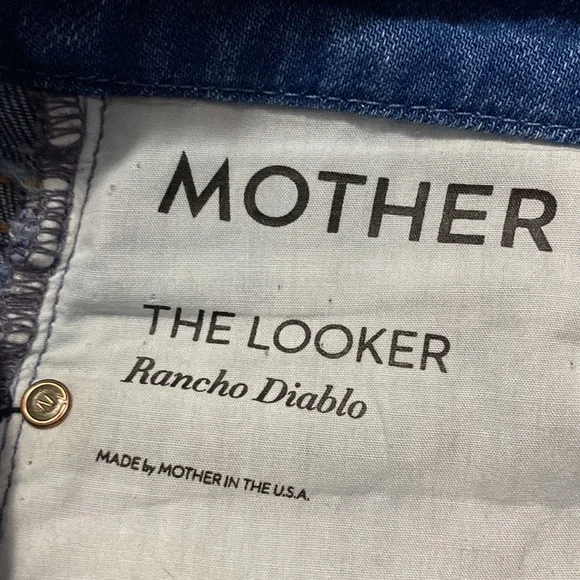 MOTHER
THE LOOKER
Rancho Diablo
MADE by MOTHER IN THE U.S.A.